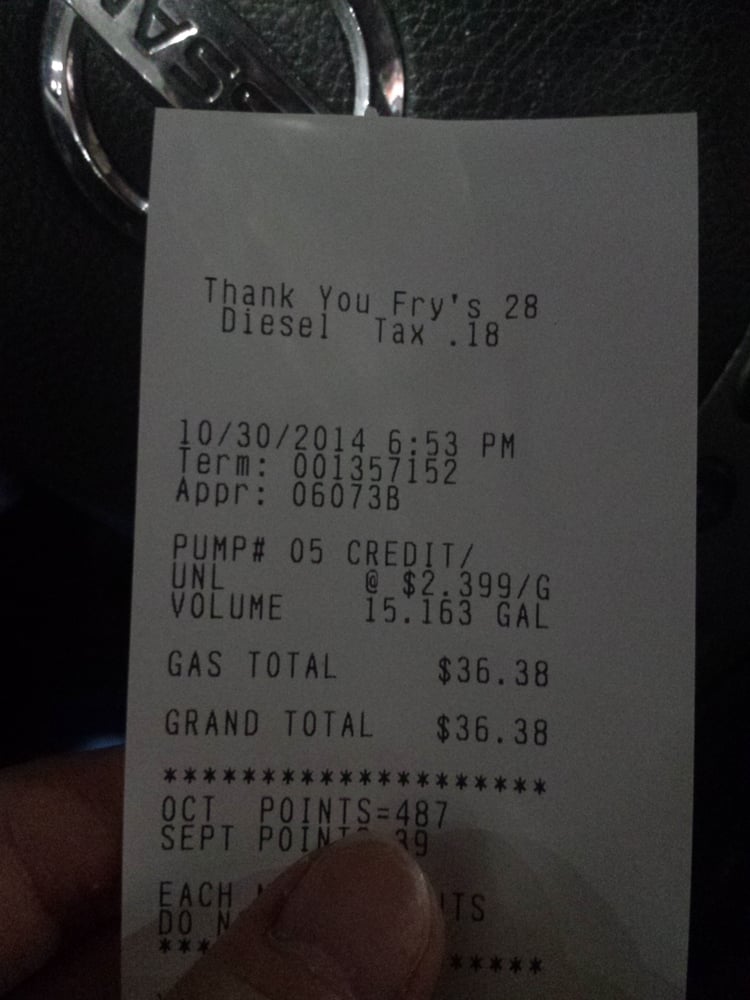 Thank You Fry's 28
Diesel Tax .18
10/30/2014 6:53 PM
Term: 001357152
Appr: 06073B
PUMP# 05 CREDIT/
UNL @ $2.399/G
VOLUME 15.163 GAL
GAS TOTAL $36.38
GRAND TOTAL $36.38
********************
OCT POINTS=487
SEPT 39
EACH
DO